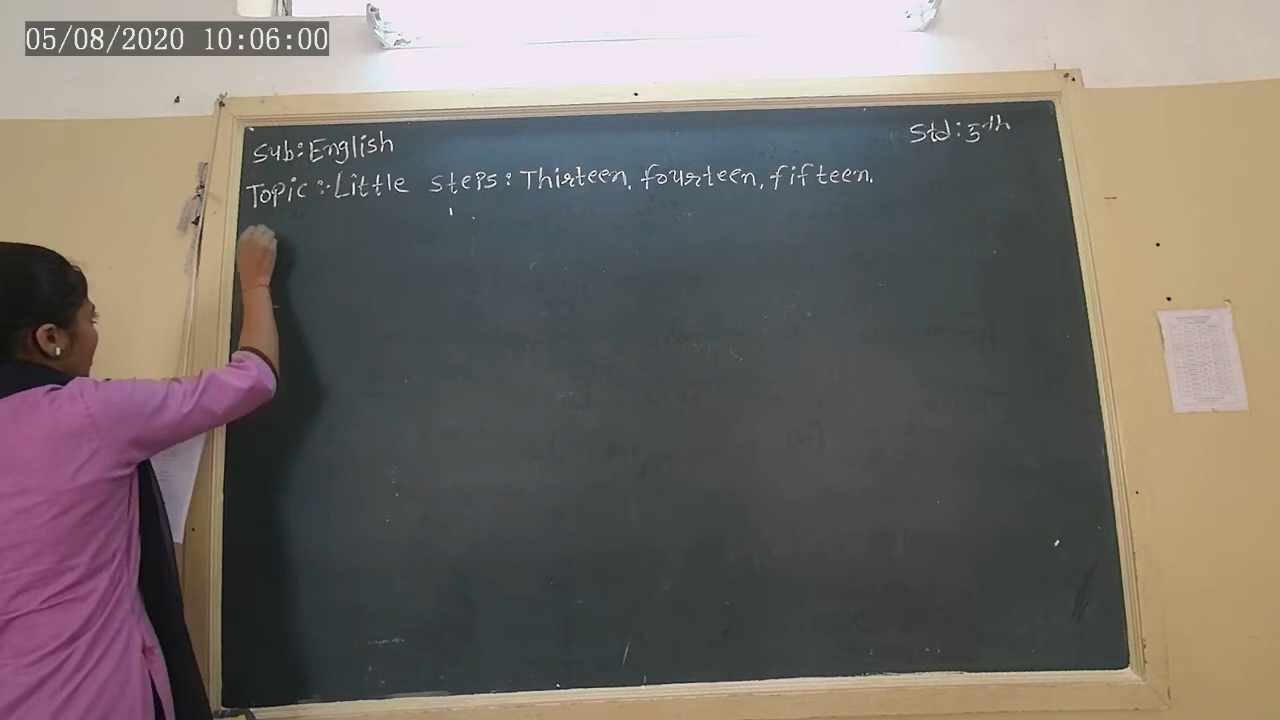 05/08/2020 10:06:00
Sub: English
Std: 5th
Topic :- Little steps: Thirteen, fourteen, fifteen.